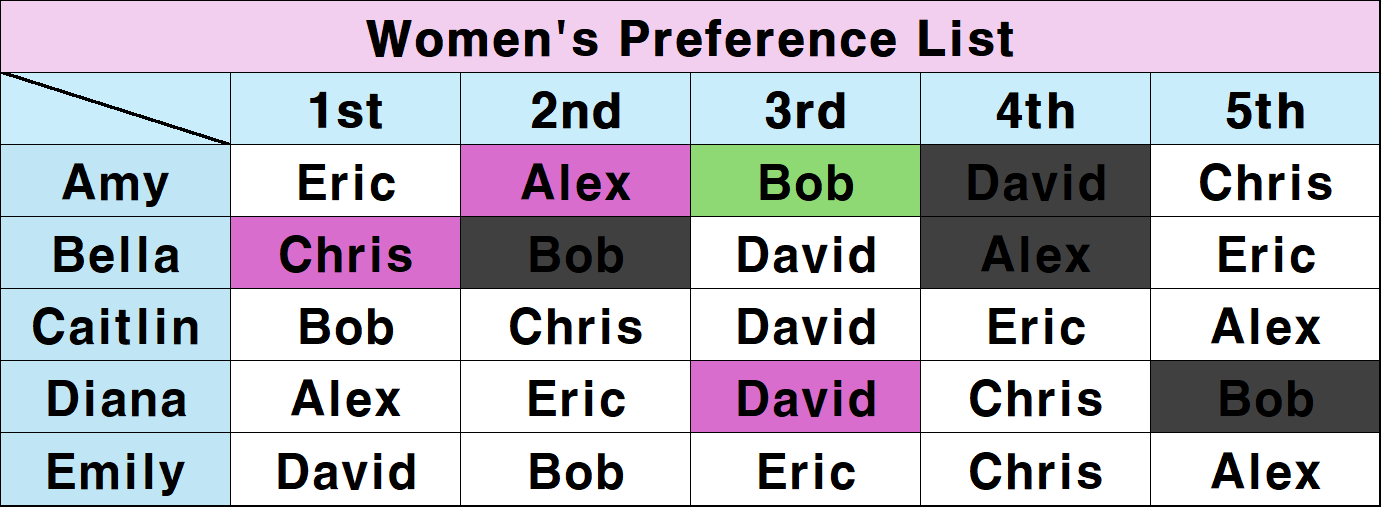 Women's Preference List
1st 2nd 3rd 4th 5th
Amy Eric Alex Bob David Chris
Bella Chris Bob David Alex Eric
Caitlin Bob Chris David Eric Alex
Diana Alex Eric David Chris Bob
Emily David Bob Eric Chris Alex